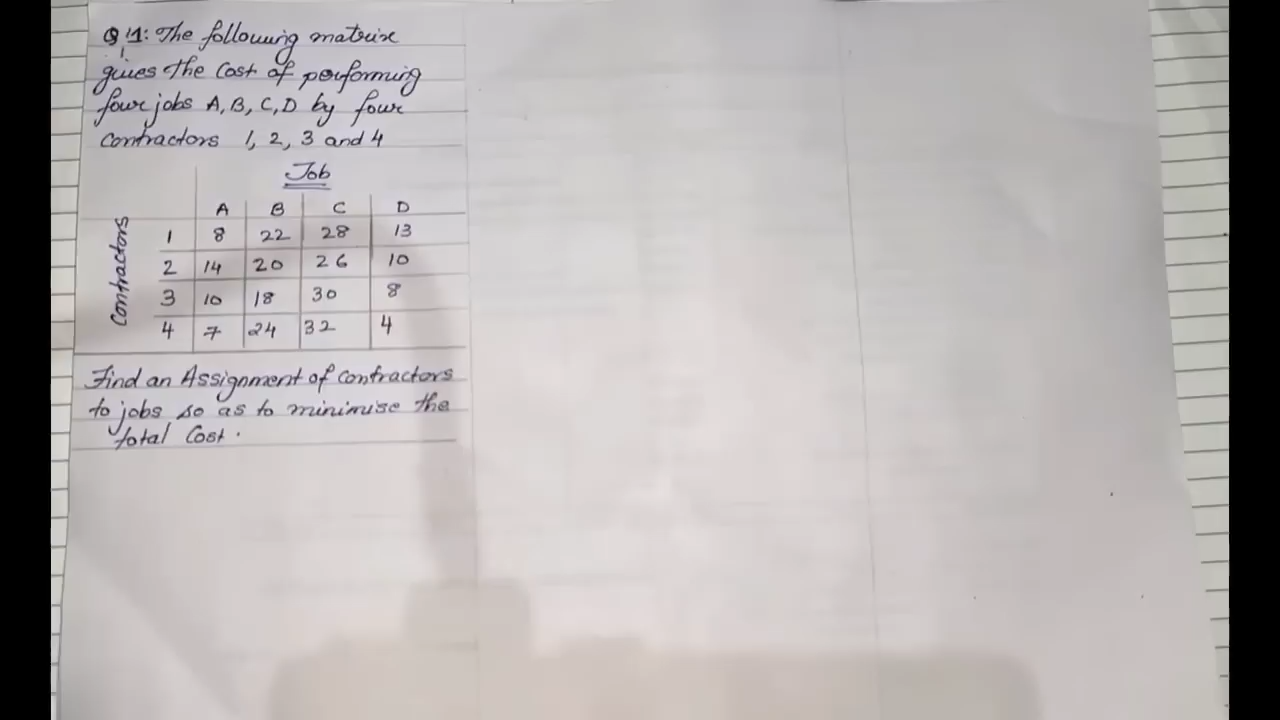 Q 1: The following matrix
gives the cost of performing
four jobs A, B, C, D by four
contractors 1, 2, 3 and 4
Job
A B C D
Contractors
1 8 22 28 13
2 14 20 26 10
3 10 18 30 8
4 7 24 32 4
Find an Assignment of contractors
to jobs so as to minimise the
total cost.